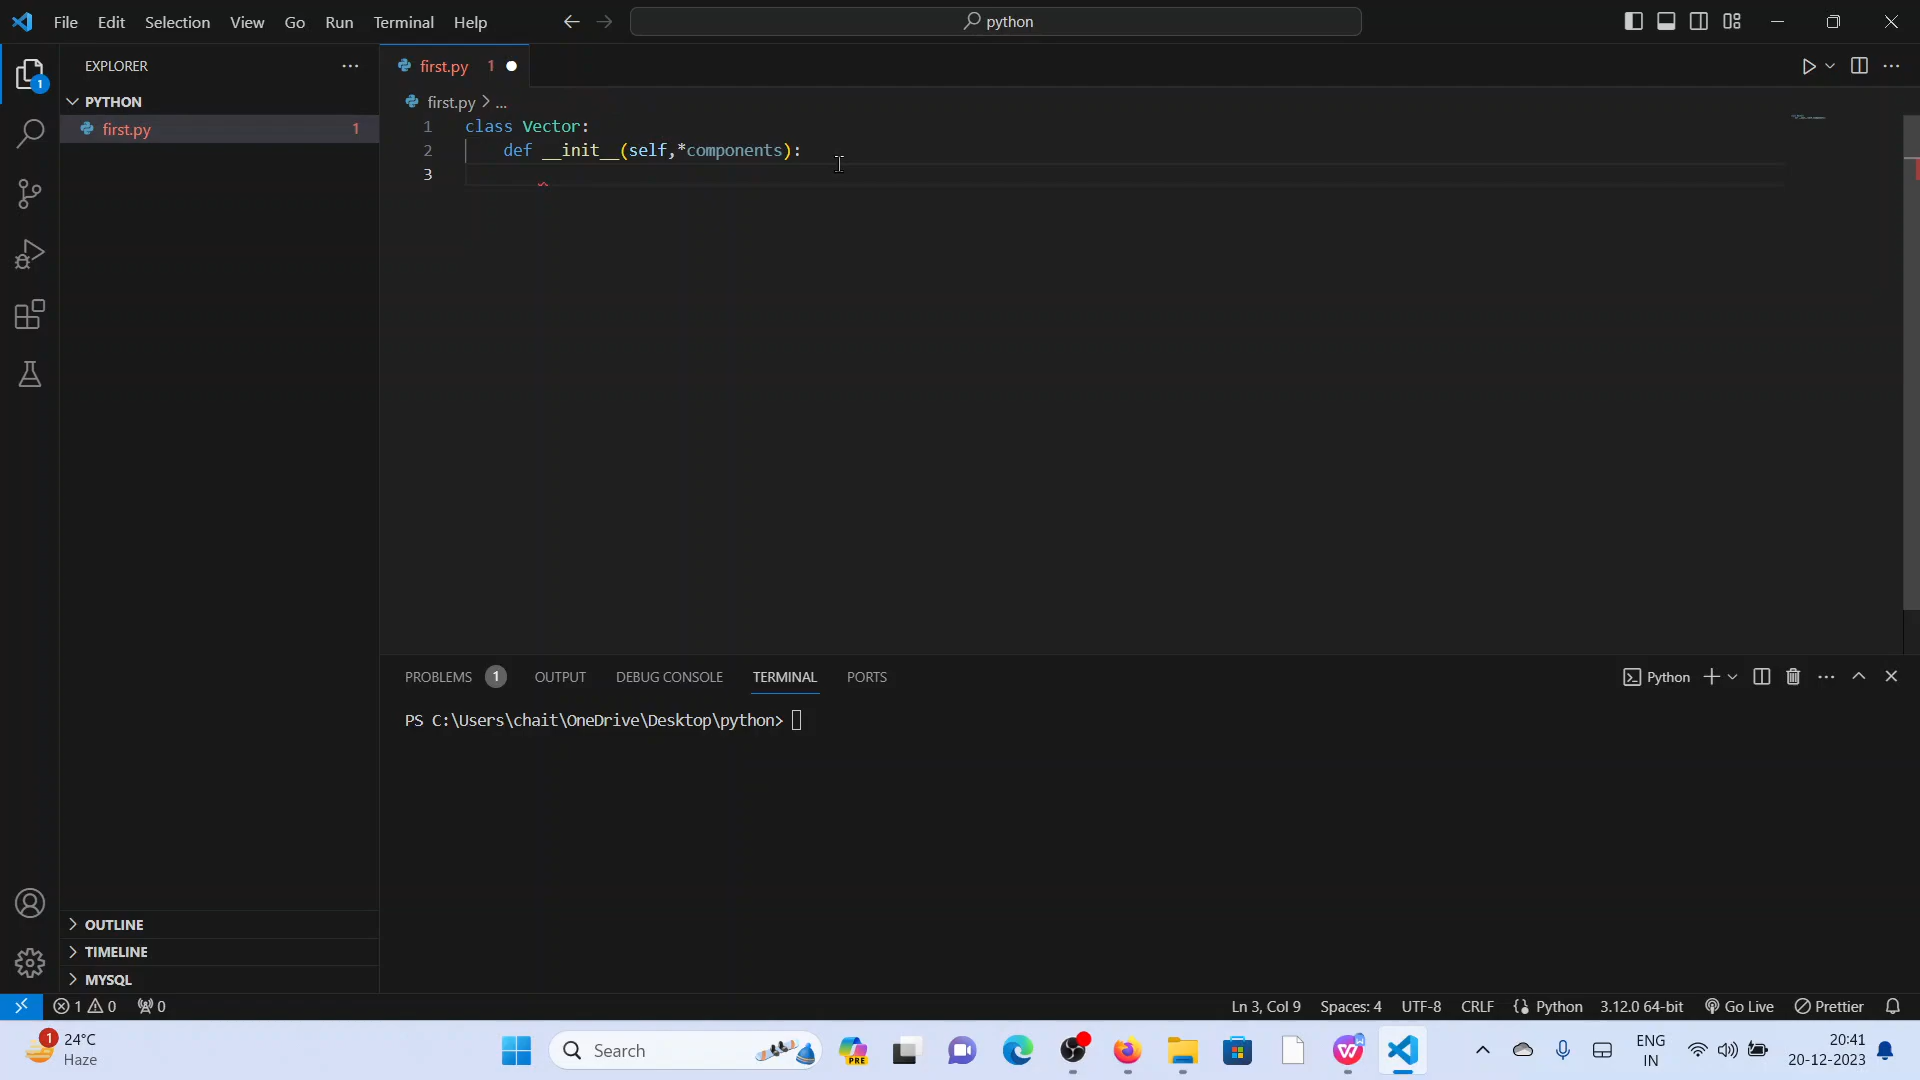 File Edit Selection View Go Run Terminal Help
python
EXPLORER
PYTHON
first.py 1
OUTLINE
TIMELINE
MYSQL
first.py 1
first.py > ...
1 class Vector:
2 def __init__(self,*components):
3
PROBLEMS 1 OUTPUT DEBUG CONSOLE TERMINAL PORTS
Python
PS C:\Users\chait\OneDrive\Desktop\python>
1 0 0
Ln 3, Col 9 Spaces: 4 UTF-8 CRLF Python 3.12.0 64-bit Go Live Prettier
1
24°C
Haze
Search
PRE
ENG
IN
20:41
20-12-2023